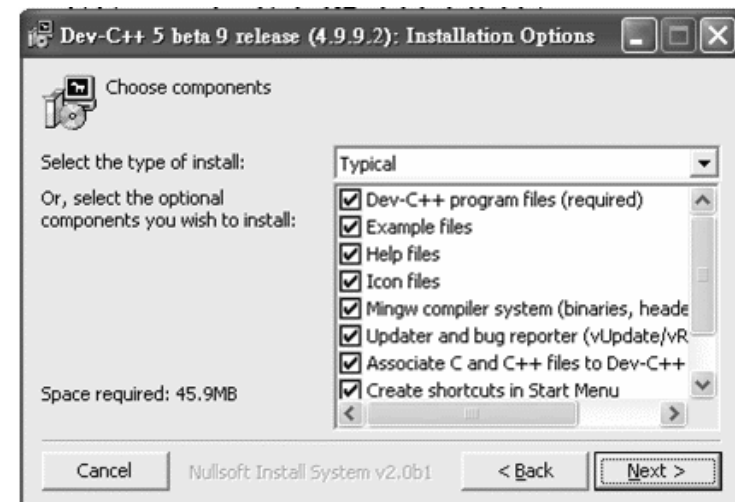 Dev-C++ 5 beta 9 release (4.9.9.2): Installation Options
Choose components
Select the type of install:
Typical
Or, select the optional
components you wish to install:
Dev-C++ program files (required)
Example files
Help files
Icon files
Mingw compiler system (binaries, heade
Updater and bug reporter (vUpdate/vR
Associate C and C++ files to Dev-C++
Create shortcuts in Start Menu
Space required: 45.9MB
Cancel
Nullsoft Install System v2.0b1
< Back
Next >